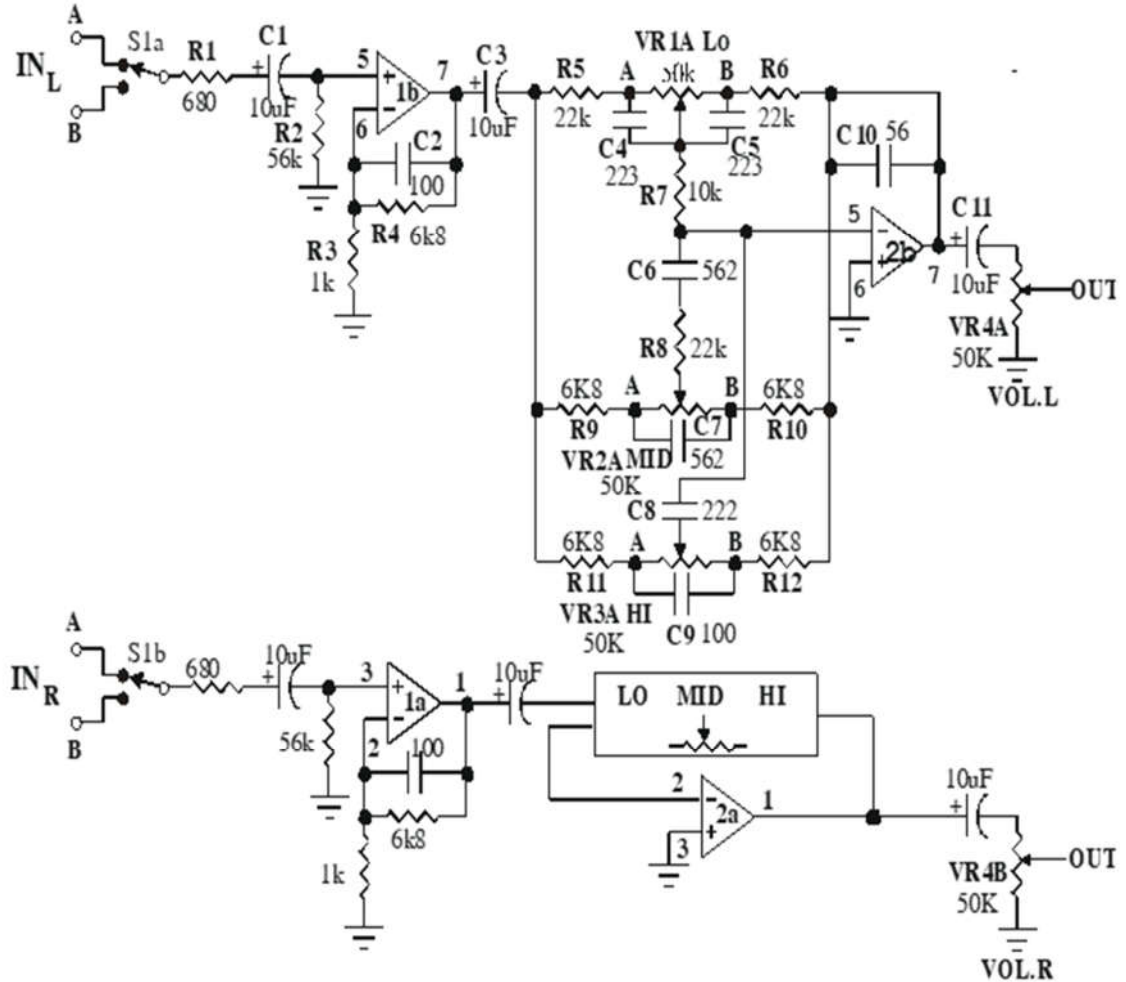 A
S1a
IN L
B
R1
680
C1
+
10uF
R2
56k
5
+
1b
−
6
7
C2
100
R4 6k8
R3
1k
C3
+
10uF
VR1A Lo
50k
R5
22k
A
B
R6
22k
C4
223
C5
223
R7
10k
C10 56
5
−
2b
+
6
7
C11
+
10uF
OUT
VR4A
50K
VOL.L
C6
562
R8
22k
6K8
R9
A
B
6K8
R10
C7
562
VR2A MID
50K
C8
222
6K8
R11
A
B
6K8
R12
VR3A HI
50K
C9 100
A
S1b
IN R
B
680
10uF
+
56k
3
+
1a
−
2
1
100
6k8
1k
10uF
+
LO MID HI
2
−
2a
+
3
1
10uF
+
OUT
VR4B
50K
VOL.R